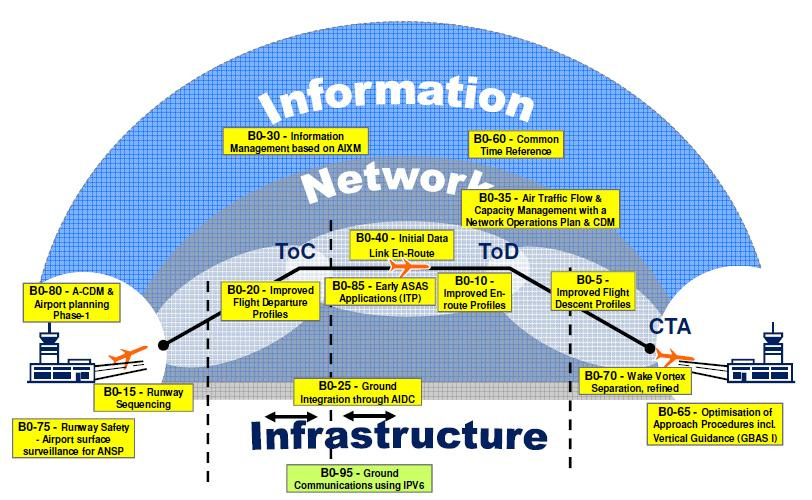 Information
B0-30 - Information
Management based on AIXM
B0-60 - Common
Time Reference
Network
B0-35 - Air Traffic Flow &
Capacity Management with a
Network Operations Plan & CDM
B0-40 - Initial Data
Link En-Route
ToC
ToD
B0-80 - A-CDM &
Airport planning
Phase-1
B0-20 - Improved
Flight Departure
Profiles
B0-85 - Early ASAS
Applications (ITP)
B0-10 -
Improved En-
route Profiles
B0-5 -
Improved Flight
Descent Profiles
CTA
B0-15 - Runway
Sequencing
B0-25 - Ground
Integration through AIDC
B0-70 - Wake Vortex
Separation, refined
B0-75 - Runway Safety
- Airport surface
surveillance for ANSP
B0-65 - Optimisation of
Approach Procedures incl.
Vertical Guidance (GBAS I)
Infrastructure
B0-95 - Ground
Communications using IPV6